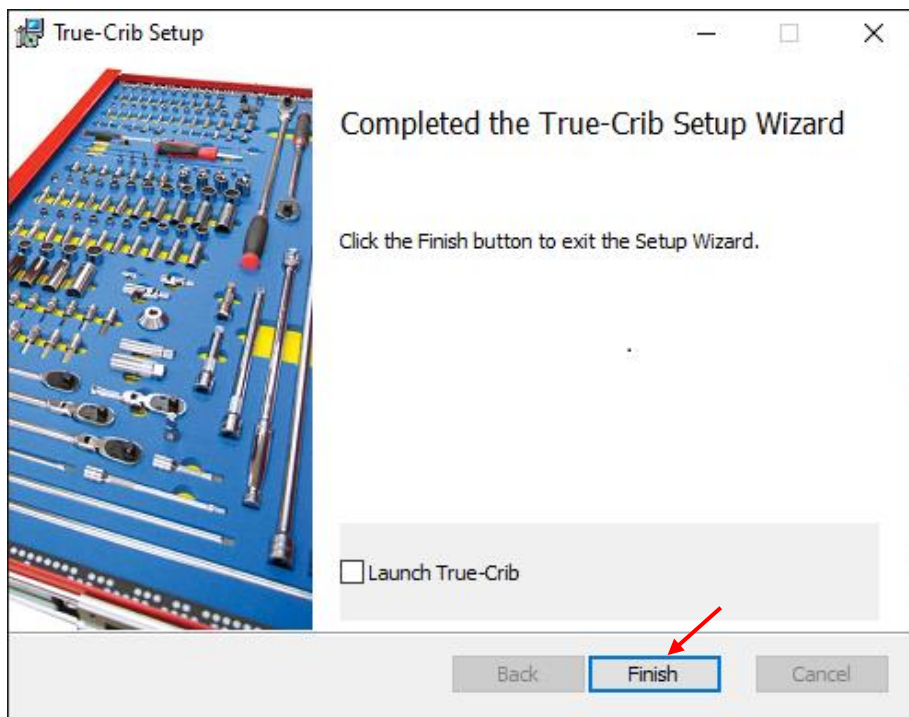 True-Crib Setup
Completed the True-Crib Setup Wizard
Click the Finish button to exit the Setup Wizard.
.
Launch True-Crib
Back Finish Cancel